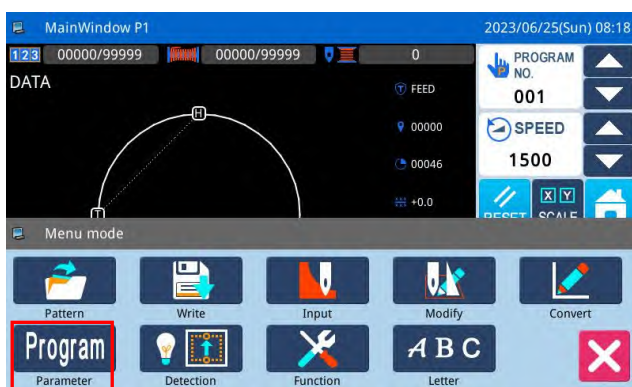 MainWindow P1
2023/06/25(Sun) 08:18
123 00000/99999 00000/99999 0
DATA
T FEED
00000
00046
+0.0
H
T
P
PROGRAM
NO.
001
SPEED
1500
RESET
X Y
SCALE
Menu mode
Pattern
Write
Input
Modify
Convert
Program
Parameter
Detection
Function
A B C
Letter